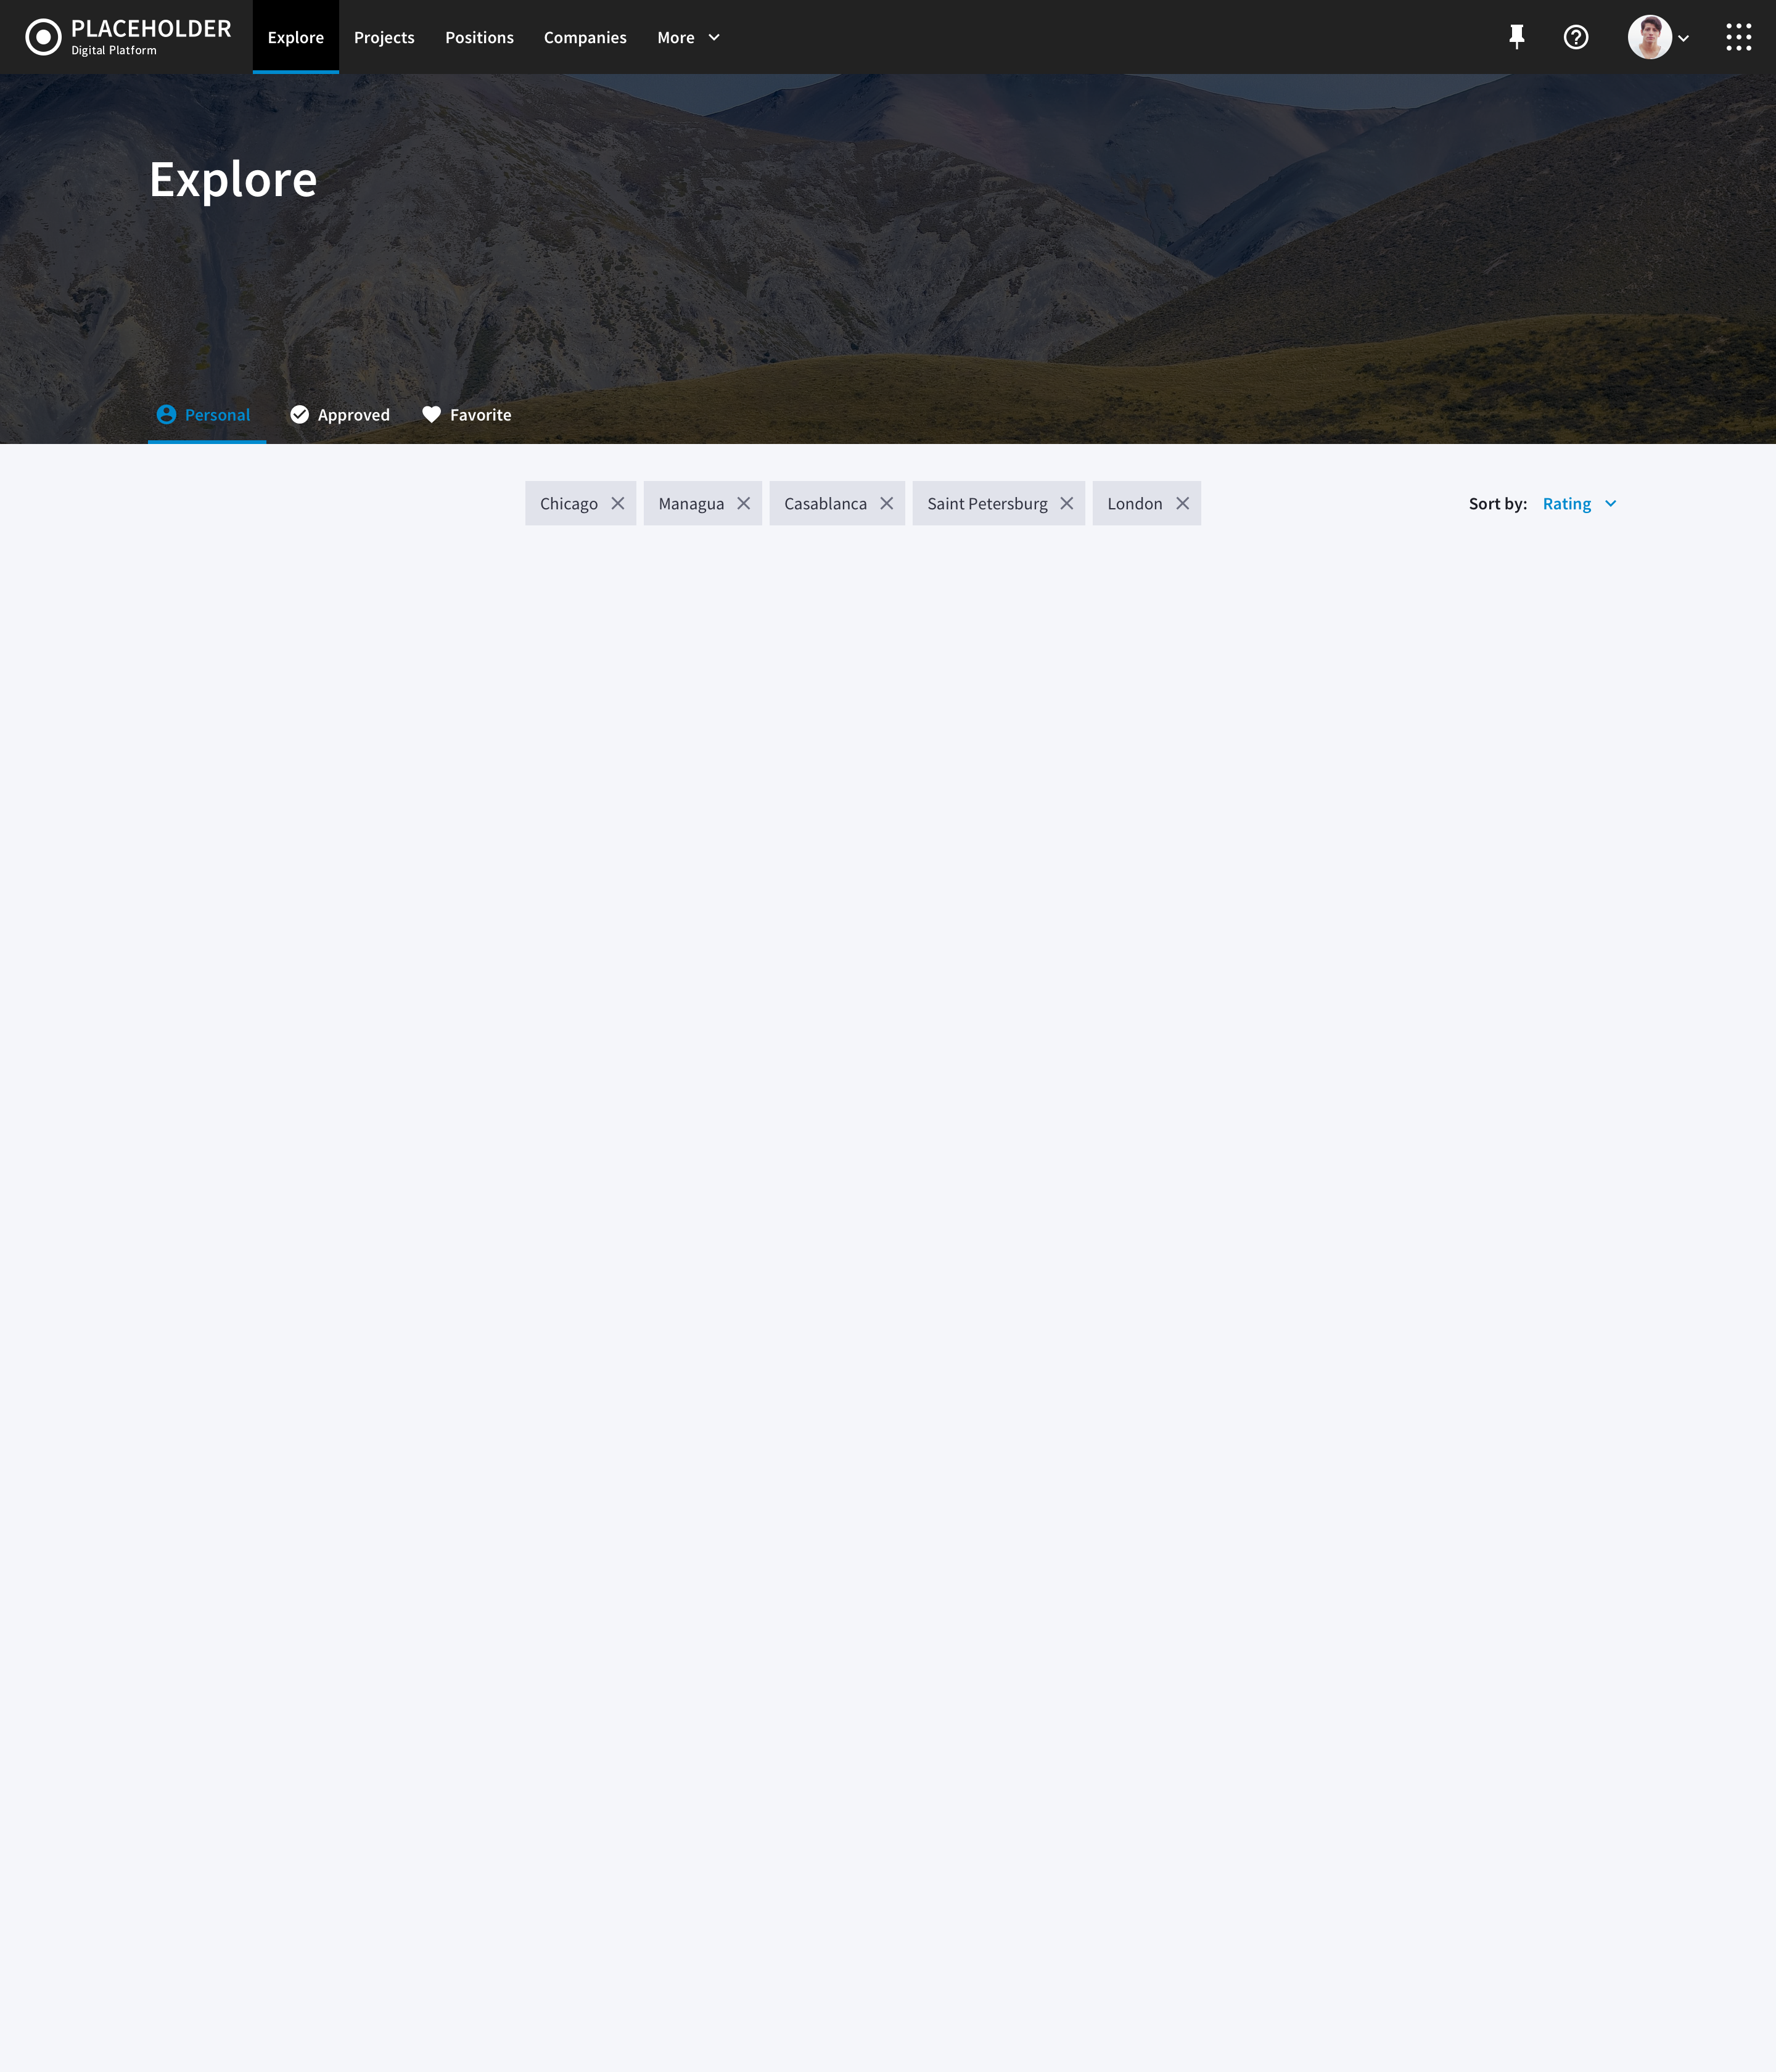 PLACEHOLDER
Digital Platform
Explore Projects Positions Companies More
Explore
Personal Approved Favorite
Chicago Managua Casablanca Saint Petersburg London Sort by: Rating